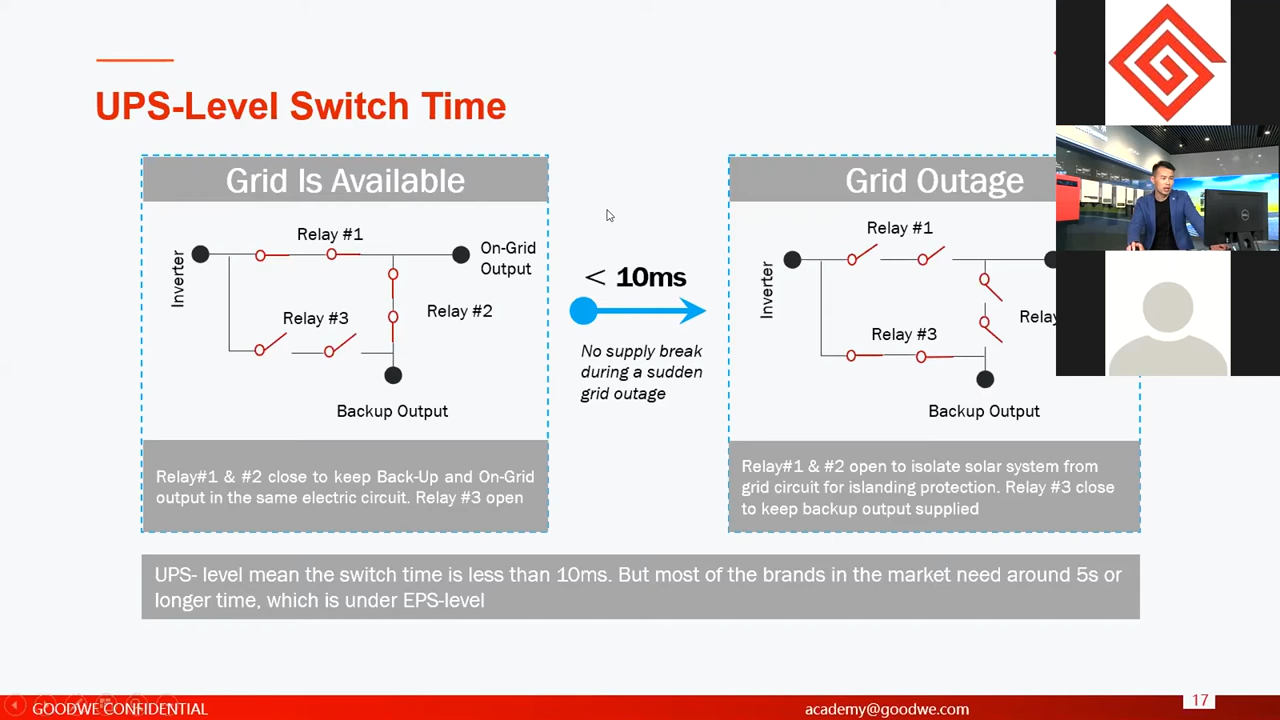 UPS-Level Switch Time
Grid Is Available
Relay #1
On-Grid
Output
Inverter
Relay #3
Relay #2
Backup Output
Relay#1 & #2 close to keep Back-Up and On-Grid
output in the same electric circuit. Relay #3 open
< 10ms
No supply break
during a sudden
grid outage
Grid Outage
Relay #1
Inverter
Relay #3
Backup Output
Relay#1 & #2 open to isolate solar system from
grid circuit for islanding protection. Relay #3 close
to keep backup output supplied
UPS- level mean the switch time is less than 10ms. But most of the brands in the market need around 5s or
longer time, which is under EPS-level
GOODWE CONFIDENTIAL
academy@goodwe.com
17